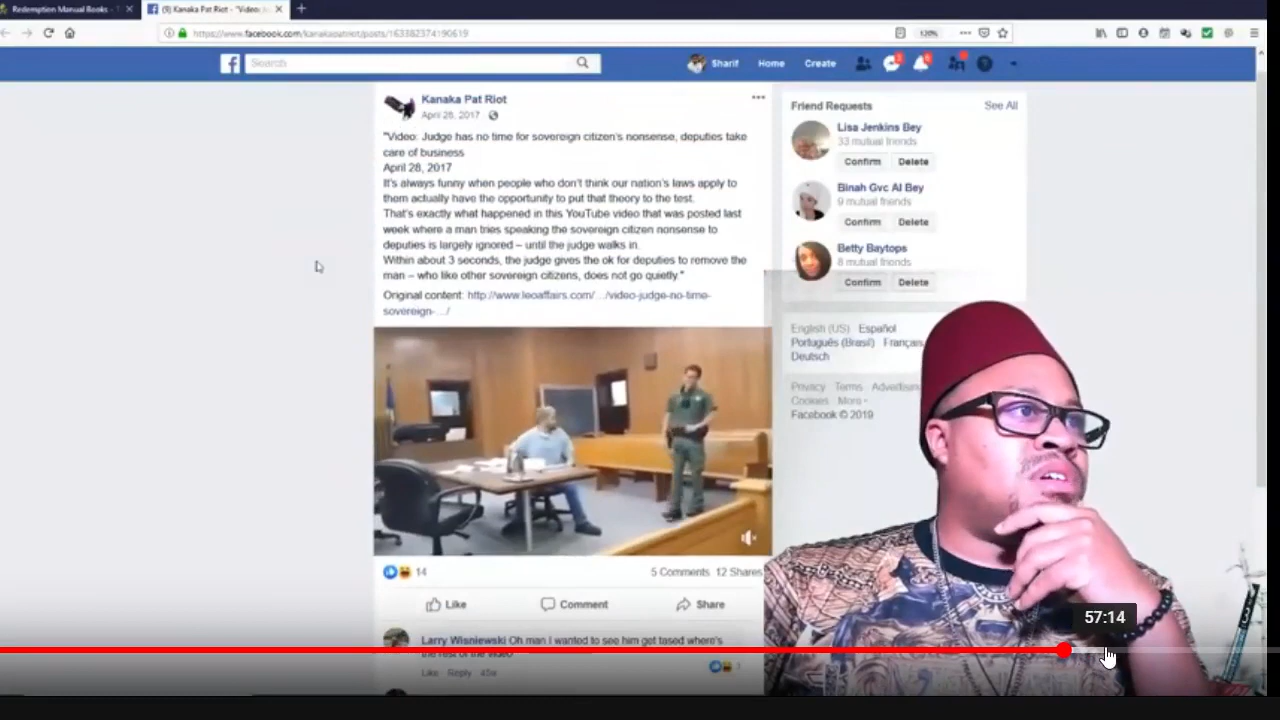 Redemption Manual Books -
(9) Kanaka Pat Riot - "Video:
https://www.facebook.com/kanakapatriot/posts/163382374190619
120%
Search
Sharif
Home
Create
Kanaka Pat Riot
April 28, 2017
"Video: Judge has no time for sovereign citizen's nonsense, deputies take
care of business
April 28, 2017
It's always funny when people who don't think our nation's laws apply to
them actually have the opportunity to put that theory to the test.
That's exactly what happened in this YouTube video that was posted last
week where a man tries speaking the sovereign citizen nonsense to
deputies is largely ignored – until the judge walks in.
Within about 3 seconds, the judge gives the ok for deputies to remove the
man – who like other sovereign citizens, does not go quietly."
Original content: http://www.leoaffairs.com/…/video-judge-no-time-
sovereign-…/
14
5 Comments 12 Shares
Like
Comment
Share
Larry Wisniewski Oh man I wanted to see him get tased where's
the rest of the video
Like Reply 45w
Friend Requests
See All
Lisa Jenkins Bey
33 mutual friends
Confirm Delete
Binah Gvc Al Bey
9 mutual friends
Confirm Delete
Betty Baytops
8 mutual friends
Confirm Delete
English (US) Español
Português (Brasil) Français
Deutsch
Privacy Terms
Cookies More
Facebook © 2019
57:14